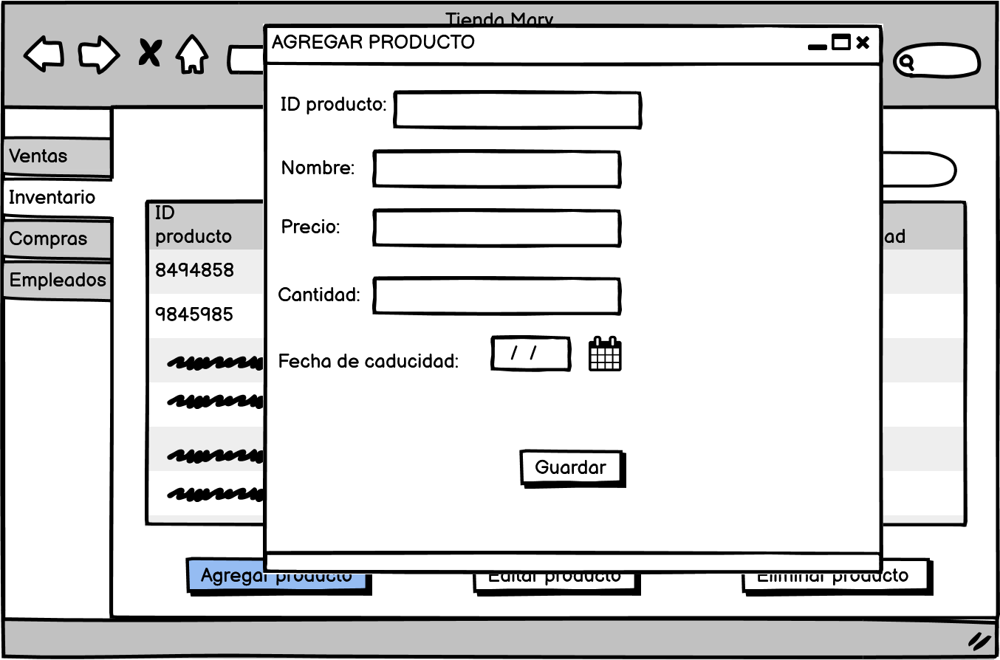 Tienda Mary
AGREGAR PRODUCTO
ID producto:
Nombre:
Precio:
Cantidad:
Fecha de caducidad: / /
Guardar
Ventas
Inventario
Compras
Empleados
ID
producto
ad
8494858
9845985
Agregar producto
Editar producto
Eliminar producto